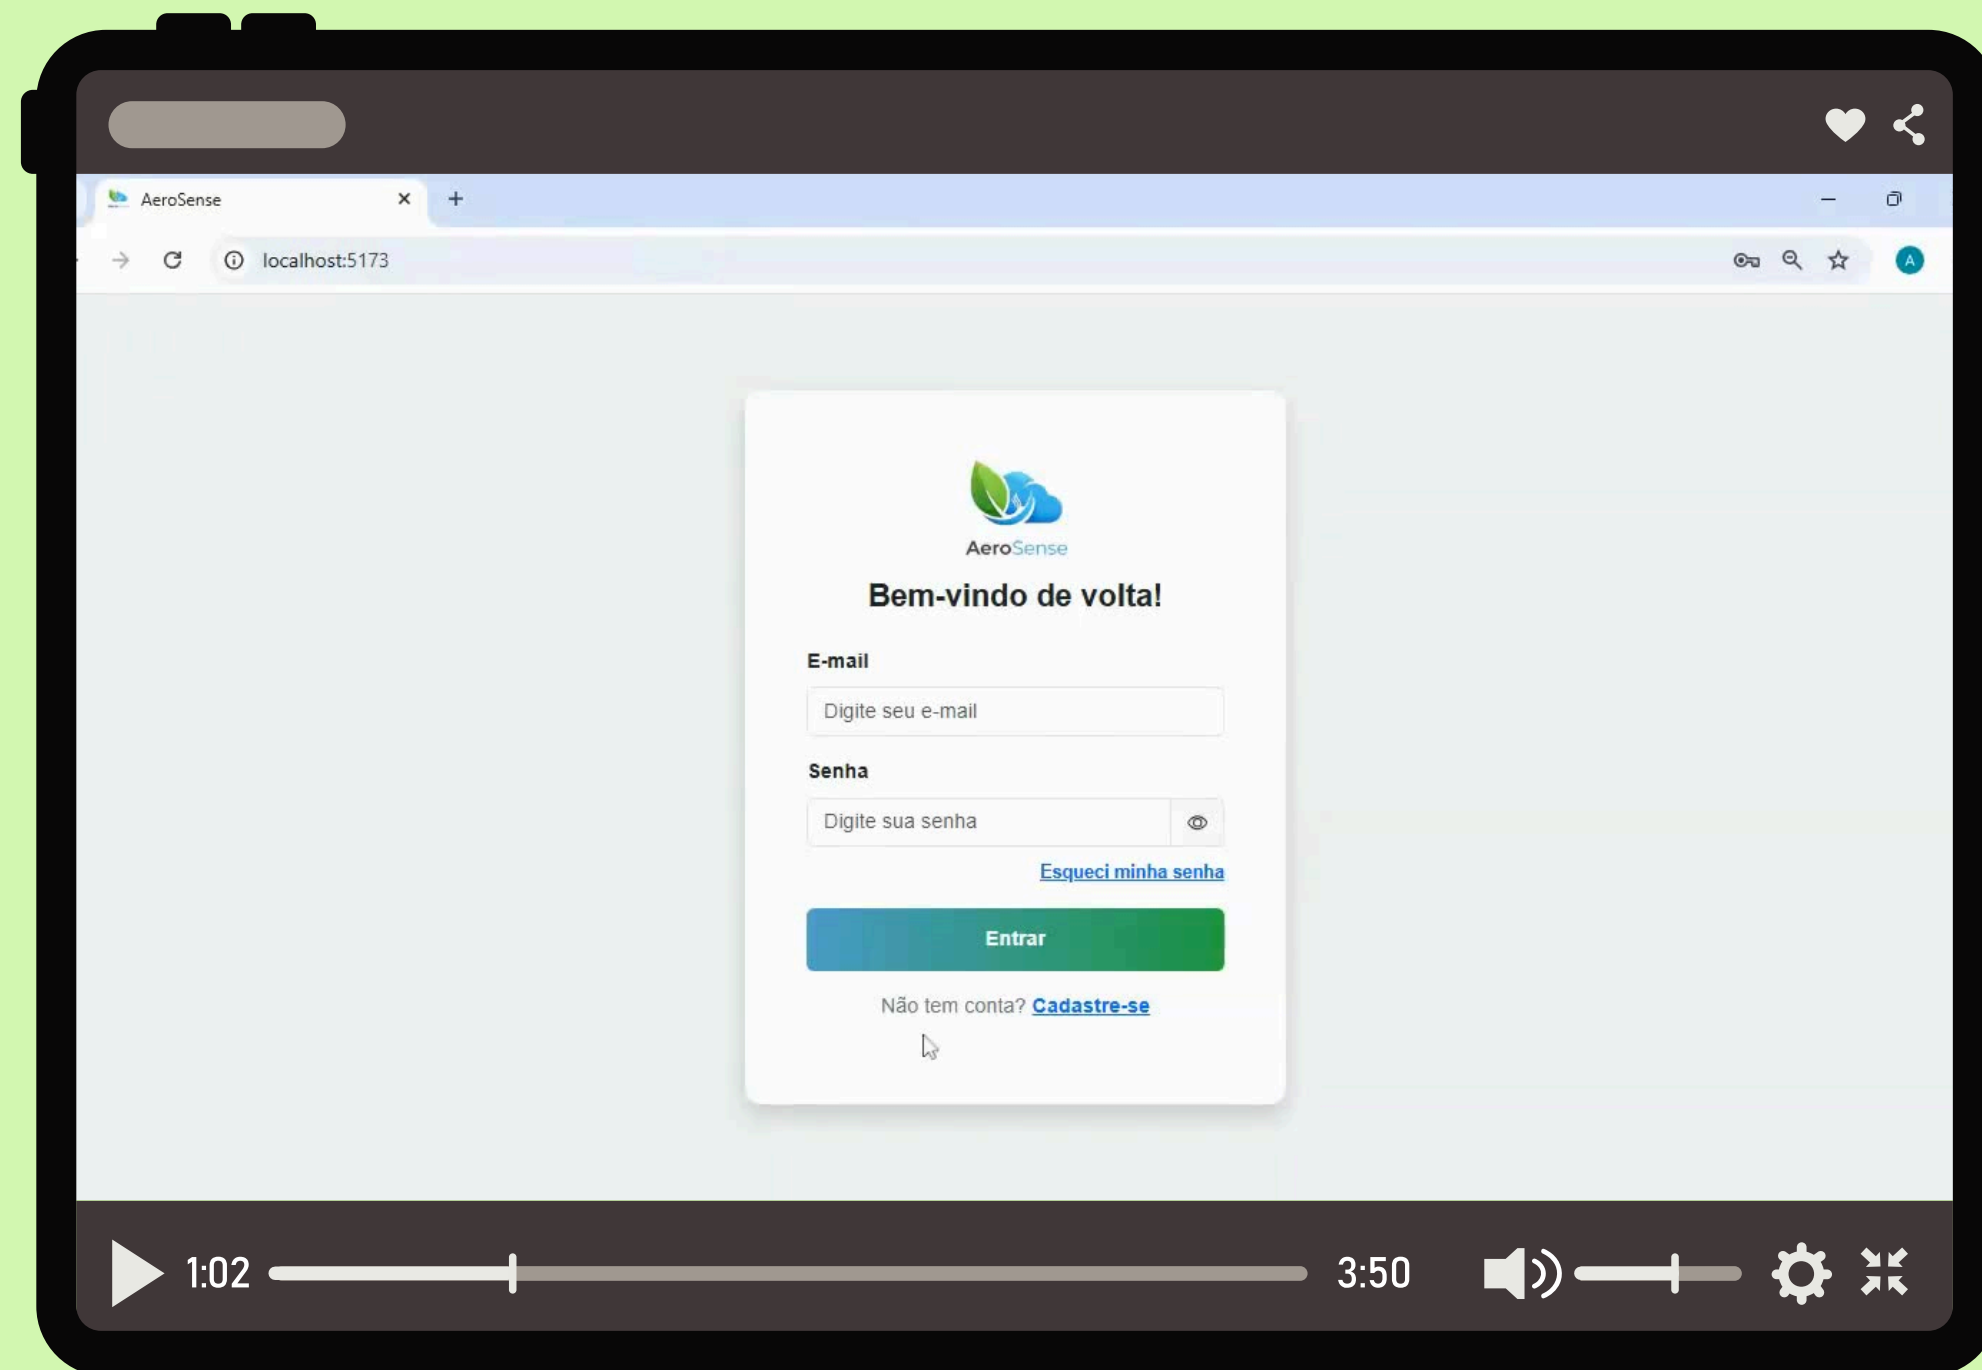 AeroSense
localhost:5173
A
AeroSense
Bem-vindo de volta!
E-mail
Digite seu e-mail
Senha
Digite sua senha
Esqueci minha senha
Entrar
Não tem conta? Cadastre-se
1:02
3:50